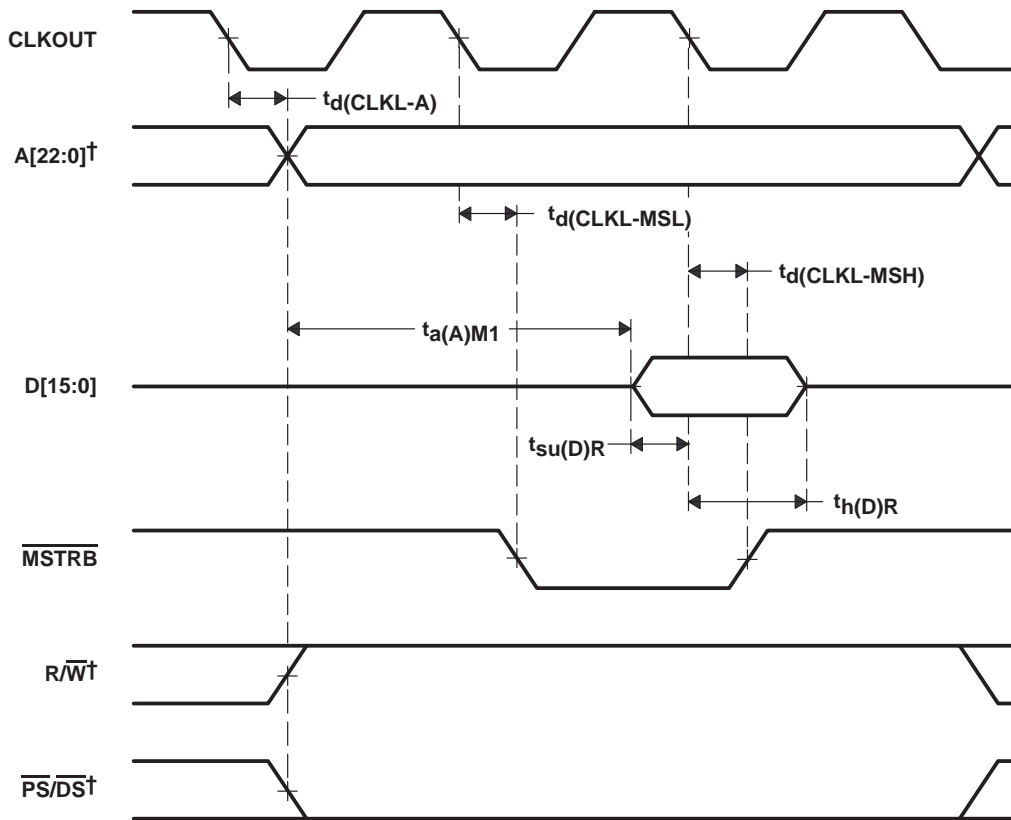 CLKOUT
td(CLKL-A)
A[22:0]†
td(CLKL-MSL)
td(CLKL-MSH)
ta(A)M1
D[15:0]
tsu(D)R
th(D)R
MSTRB
R/W†
PS/DS†